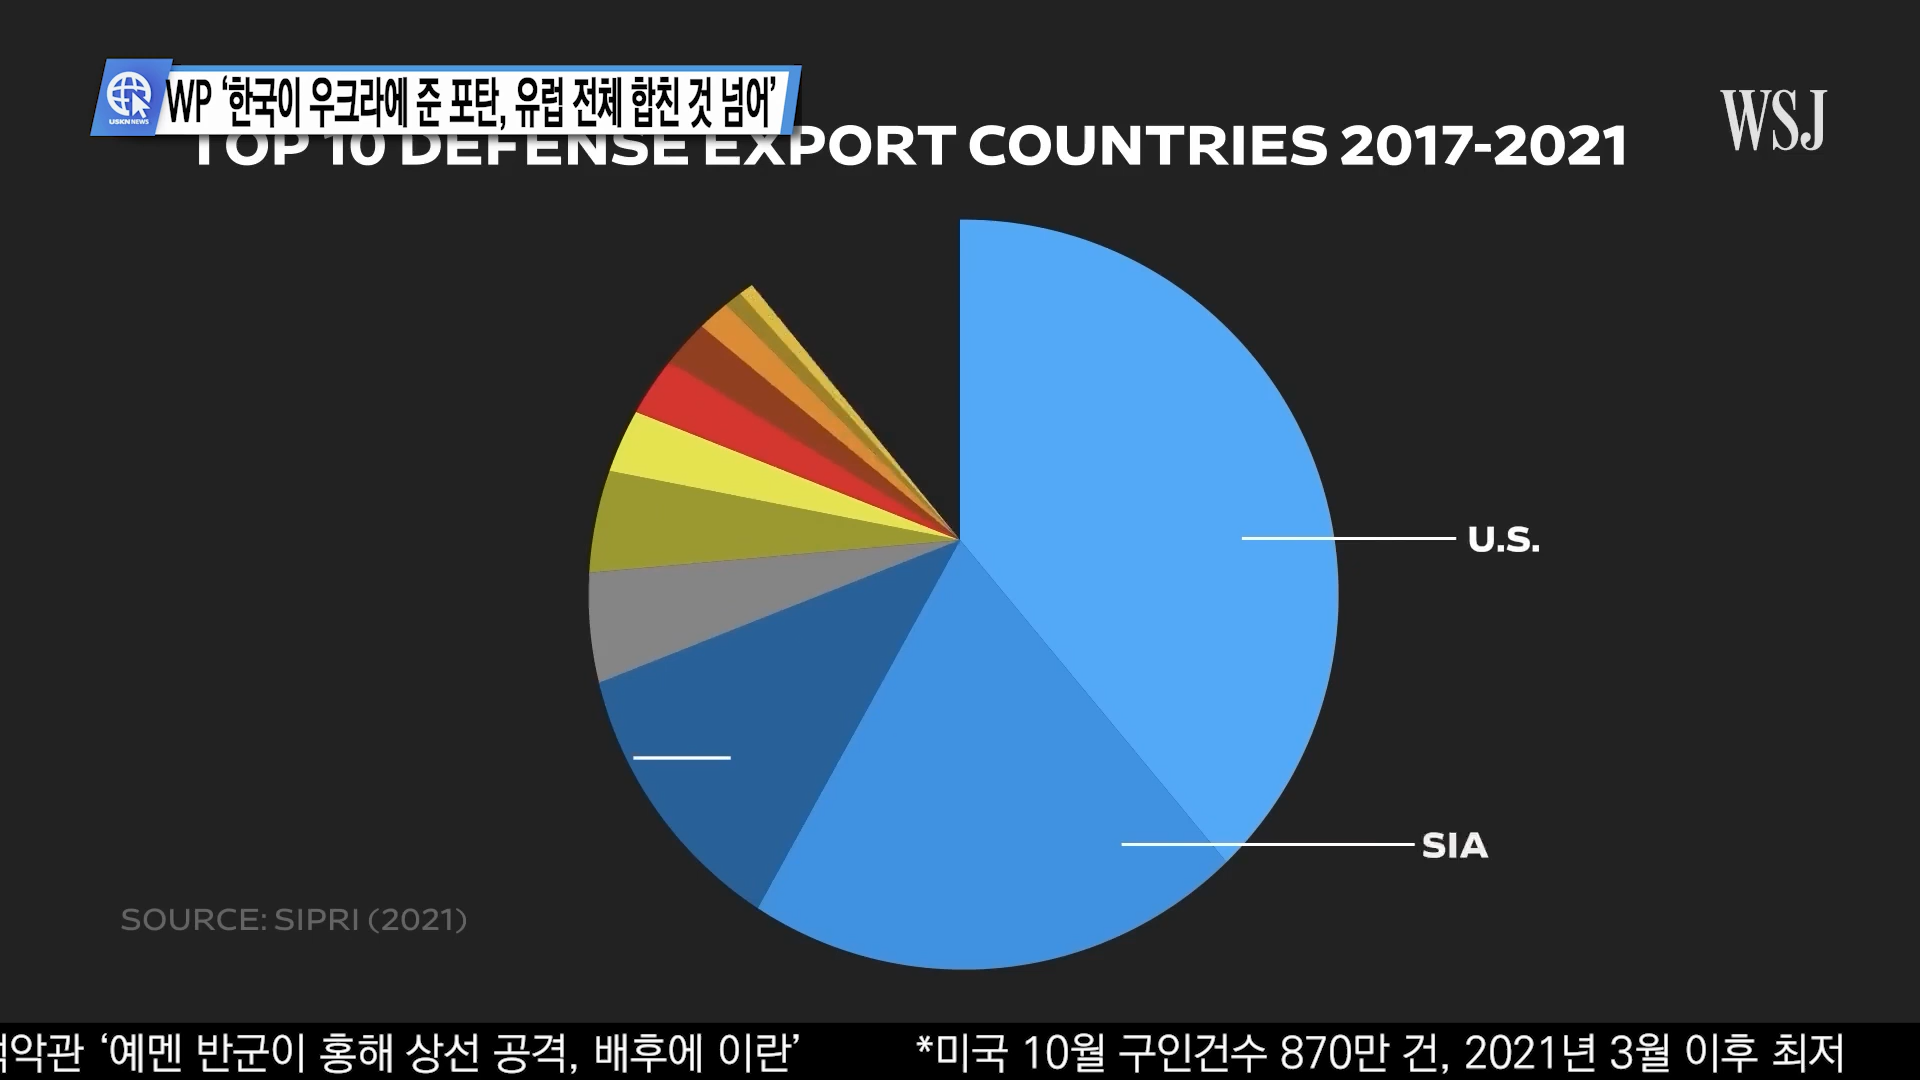 WP ‘한국이 우크라에 준 포탄, 유럽 전체 합친 것 넘어’
USKN NEWS
WSJ
TOP 10 DEFENSE EXPORT COUNTRIES 2017-2021
U.S.
SIA
SOURCE: SIPRI (2021)
‘예멘 반군이 홍해 상선 공격, 배후에 이란’ *미국 10월 구인건수 870만 건, 2021년 3월 이후 최저